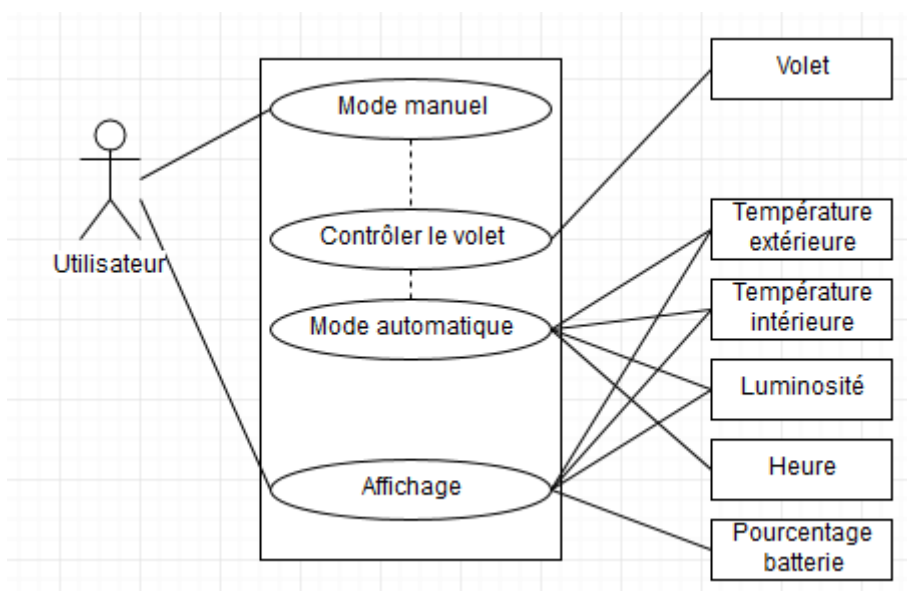 Volet
Mode manuel
Température
extérieure
Contrôler le volet
Utilisateur
Température
intérieure
Mode automatique
Luminosité
Heure
Affichage
Pourcentage
batterie